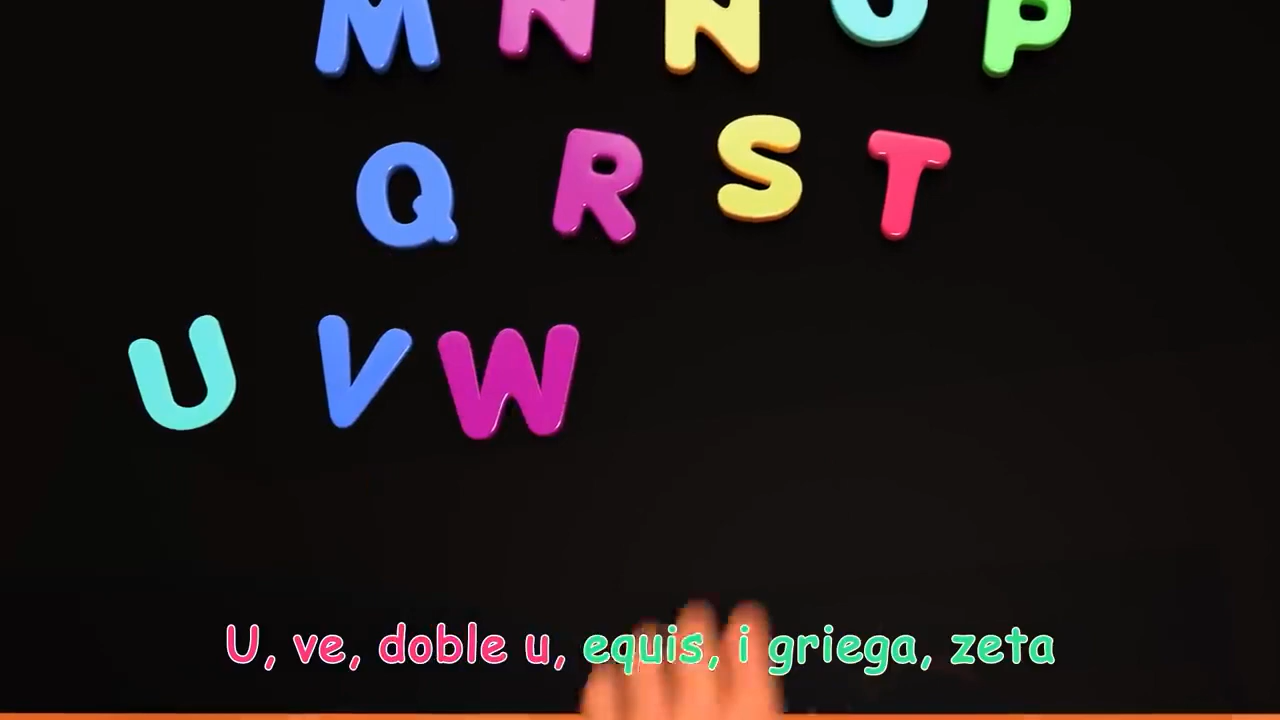 M N N O P
Q R S T
U V W
U, ve, doble u, equis, i griega, zeta